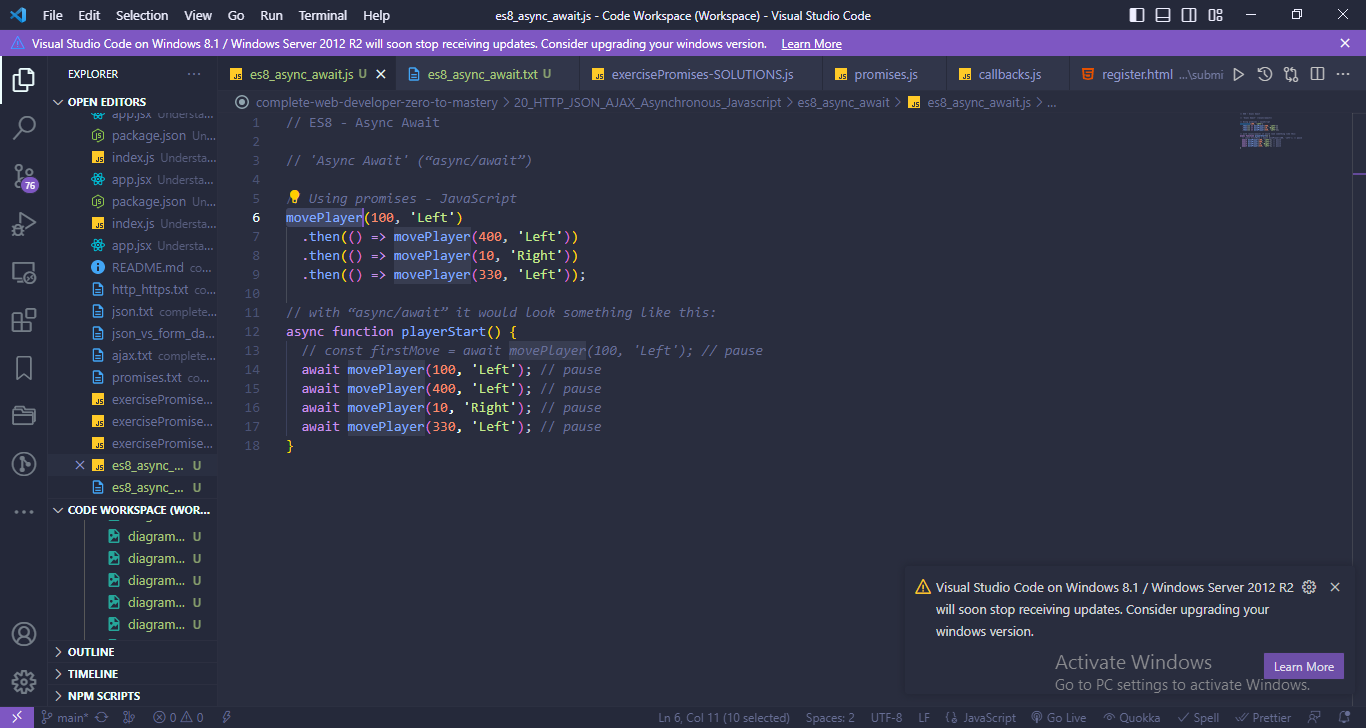 File Edit Selection View Go Run Terminal Help es8_async_await.js - Code Workspace (Workspace) - Visual Studio Code
Visual Studio Code on Windows 8.1 / Windows Server 2012 R2 will soon stop receiving updates. Consider upgrading your windows version. Learn More
EXPLORER
es8_async_await.js U
es8_async_await.txt U
exercisePromises-SOLUTIONS.js
promises.js
callbacks.js
register.html ...\submi
OPEN EDITORS
app.jsx Understa...
package.json Un...
index.js Understa...
app.jsx Understa...
package.json Un...
index.js Understa...
app.jsx Understa...
README.md co...
http_https.txt co...
json.txt complete...
json_vs_form_da...
ajax.txt complete...
promises.txt co...
exercisePromise...
exercisePromise...
exercisePromise...
es8_async_... U
es8_async_... U
CODE WORKSPACE (WOR...
diagram... U
diagram... U
diagram... U
diagram... U
diagram... U
OUTLINE
TIMELINE
NPM SCRIPTS
76
complete-web-developer-zero-to-mastery > 20_HTTP_JSON_AJAX_Asynchronous_Javascript > es8_async_await > es8_async_await.js > ...
1 // ES8 - Async Await
2
3 // 'Async Await' (“async/await”)
4
5 / Using promises - JavaScript
6 movePlayer(100, 'Left')
7 .then(() => movePlayer(400, 'Left'))
8 .then(() => movePlayer(10, 'Right'))
9 .then(() => movePlayer(330, 'Left'));
10
11 // with “async/await” it would look something like this:
12 async function playerStart() {
13 // const firstMove = await movePlayer(100, 'Left'); // pause
14 await movePlayer(100, 'Left'); // pause
15 await movePlayer(400, 'Left'); // pause
16 await movePlayer(10, 'Right'); // pause
17 await movePlayer(330, 'Left'); // pause
18 }
Visual Studio Code on Windows 8.1 / Windows Server 2012 R2
will soon stop receiving updates. Consider upgrading your
windows version.
Learn More
Activate Windows
Go to PC settings to activate Windows.
main* 0 0 Ln 6, Col 11 (10 selected) Spaces: 2 UTF-8 LF {} JavaScript Go Live Quokka Spell Prettier